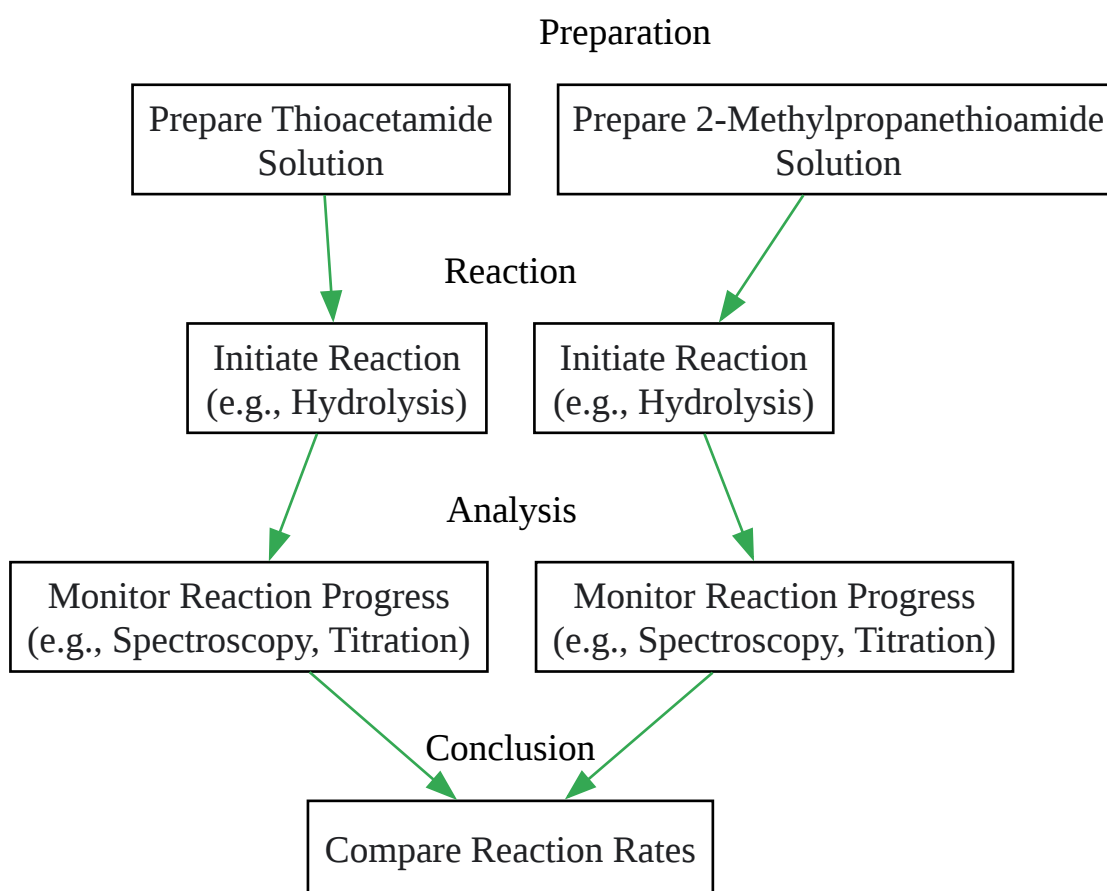 Preparation
Prepare Thioacetamide
Solution
Prepare 2-Methylpropanethioamide
Solution
Reaction
Initiate Reaction
(e.g., Hydrolysis)
Initiate Reaction
(e.g., Hydrolysis)
Analysis
Monitor Reaction Progress
(e.g., Spectroscopy, Titration)
Monitor Reaction Progress
(e.g., Spectroscopy, Titration)
Conclusion
Compare Reaction Rates